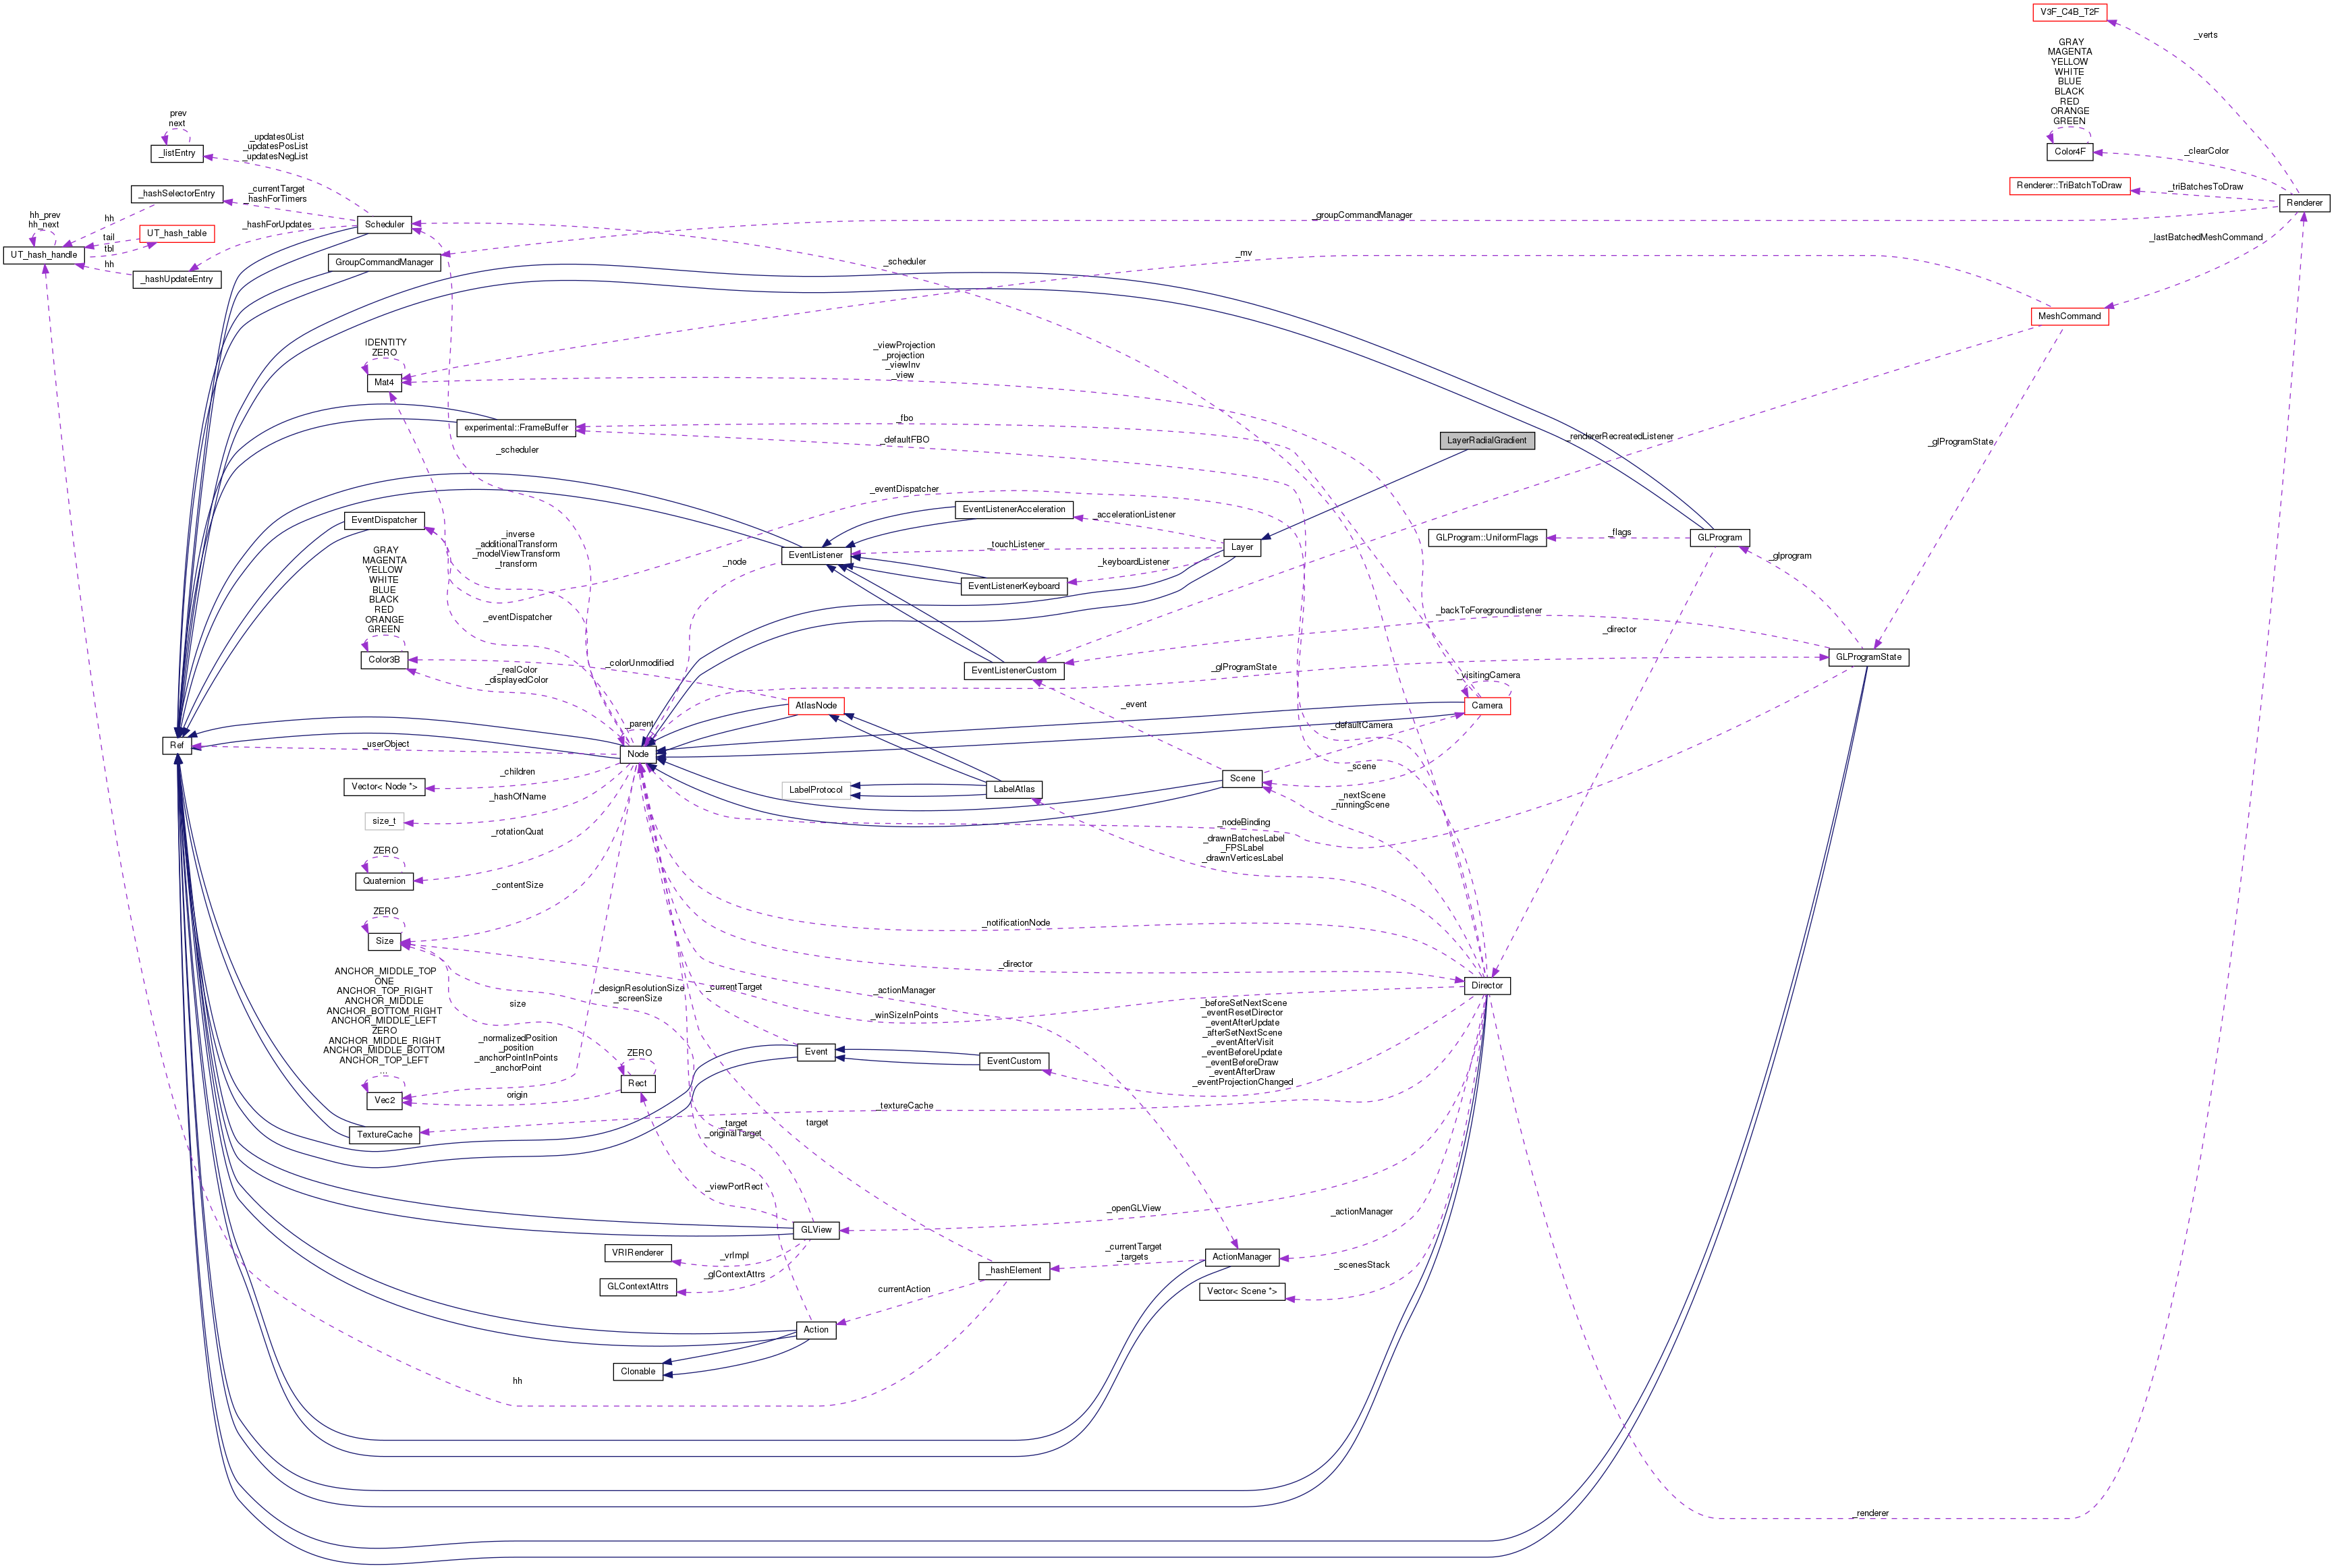 V3F_C4B_T2F
_verts
GRAY
MAGENTA
YELLOW
WHITE
BLUE
BLACK
RED
ORANGE
GREEN
Color4F
_clearColor
Renderer::TriBatchToDraw
_triBatchesToDraw
Renderer
prev
next
_listEntry
_updates0List
_updatesPosList
_updatesNegList
_hashSelectorEntry
_currentTarget
_hashForTimers
hh
hh_prev
hh_next
UT_hash_handle
tail
tbl
hh
UT_hash_table
_hashUpdateEntry
_hashForUpdates
Scheduler
GroupCommandManager
_groupCommandManager
_scheduler
_mv
_lastBatchedMeshCommand
MeshCommand
IDENTITY
ZERO
Mat4
_viewProjection
_projection
_viewInv
_view
experimental::FrameBuffer
_fbo
_defaultFBO
_scheduler
LayerRadialGradient
_rendererRecreatedListener
_glProgramState
_eventDispatcher
EventDispatcher
_inverse
_additionalTransform
_modelViewTransform
_transform
EventListenerAcceleration
_accelerationListener
_touchListener
EventListener
_node
Layer
EventListenerKeyboard
_keyboardListener
GLProgram::UniformFlags
_flags
GLProgram
_glprogram
GRAY
MAGENTA
YELLOW
WHITE
BLUE
BLACK
RED
ORANGE
GREEN
Color3B
_eventDispatcher
_backToForegroundlistener
_director
_colorUnmodified
_realColor
_displayedColor
EventListenerCustom
_glProgramState
GLProgramState
_visitingCamera
AtlasNode
_event
Camera
_parent
_defaultCamera
Ref
_userObject
Node
_scene
Vector< Node *>
_children
Scene
LabelProtocol
LabelAtlas
_nextScene
_runningScene
size_t
_hashOfName
_nodeBinding
_rotationQuat
_drawnBatchesLabel
_FPSLabel
_drawnVerticesLabel
ZERO
Quaternion
_contentSize
ZERO
Size
_notificationNode
_director
Director
ANCHOR_MIDDLE_TOP
ONE
ANCHOR_TOP_RIGHT
ANCHOR_MIDDLE
ANCHOR_BOTTOM_RIGHT
ANCHOR_MIDDLE_LEFT
ZERO
ANCHOR_MIDDLE_RIGHT
ANCHOR_MIDDLE_BOTTOM
ANCHOR_TOP_LEFT
...
Vec2
size
_designResolutionSize
_screenSize
_currentTarget
_actionManager
_winSizeInPoints
_normalizedPosition
_position
_anchorPointInPoints
_anchorPoint
ZERO
Rect
origin
Event
EventCustom
_beforeSetNextScene
_eventResetDirector
_eventAfterUpdate
_afterSetNextScene
_eventAfterVisit
_eventBeforeUpdate
_eventBeforeDraw
_eventAfterDraw
_eventProjectionChanged
_textureCache
TextureCache
_target
_originalTarget
target
_viewPortRect
_openGLView
GLView
_actionManager
VRIRenderer
_vrImpl
_currentTarget
_targets
ActionManager
_hashElement
_scenesStack
GLContextAttrs
_glContextAttrs
Vector< Scene *>
currentAction
Action
Clonable
hh
_renderer